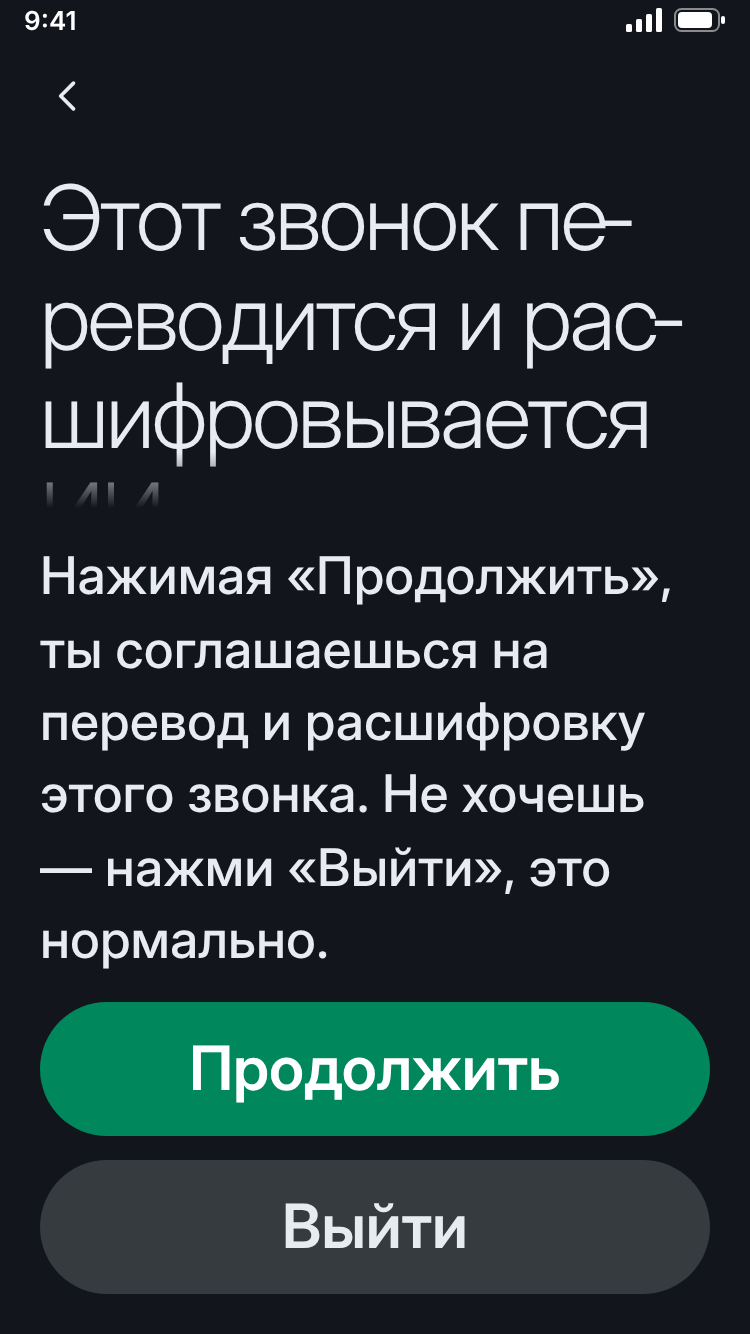 9:41
Этот звонок пе-
реводится и рас-
шифровывается
Нажимая «Продолжить»,
ты соглашаешься на
перевод и расшифровку
этого звонка. Не хочешь
— нажми «Выйти», это
нормально.
Продолжить
Выйти